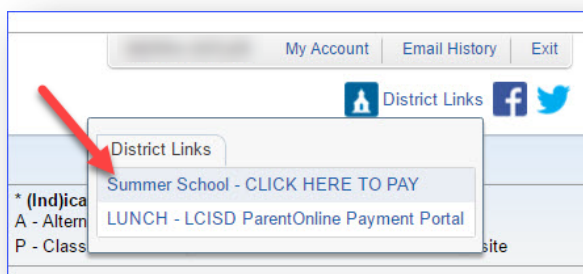 My Account Email History Exit
District Links
District Links
Summer School - CLICK HERE TO PAY
LUNCH - LCISD ParentOnline Payment Portal
* (Ind)ica
A - Altern
P - Class site